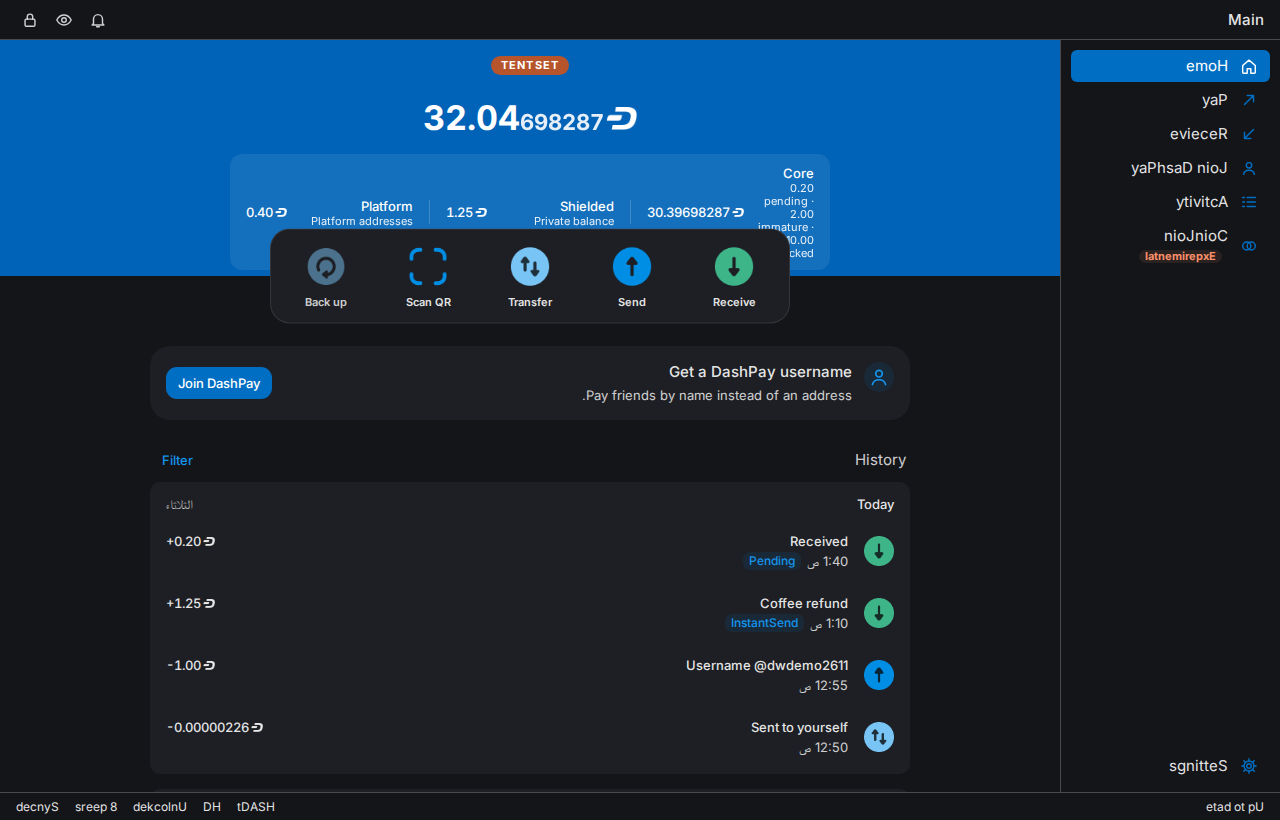 Main
emoH
yaP
evieceR
yaPhsaD nioJ
ytivitcA
nioJnioC
latnemirepxE
sgnitteS
TENTSET
32.04698287
Core
0.20
pending ·
2.00
immature ·
10.00
cked
30.39698287
Shielded
Private balance
1.25
Platform
Platform addresses
0.40
Receive
Send
Transfer
Scan QR
Back up
Get a DashPay username
.Pay friends by name instead of an address
Join DashPay
History
Filter
Today
الثلاثاء
Received
1:40 ص Pending
+0.20
Coffee refund
1:10 ص InstantSend
+1.25
Username @dwdemo2611
12:55 ص
-1.00
Sent to yourself
12:50 ص
-0.00000226
etad ot pU
tDASH
DH
dekcolnU
sreep 8
decnyS